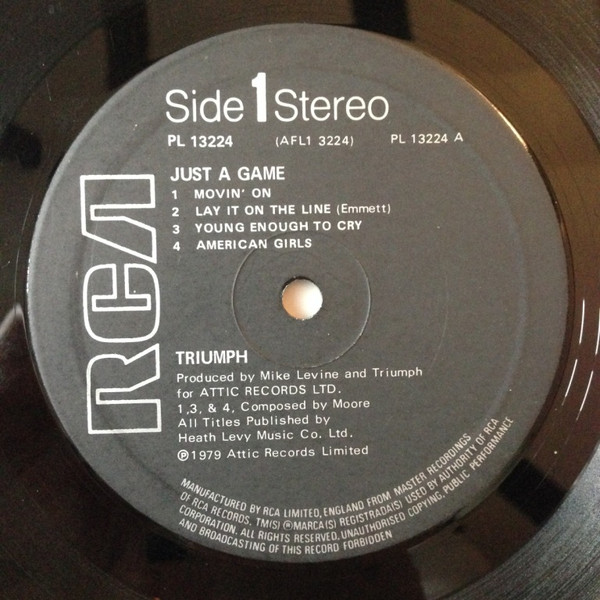 Side 1 Stereo
PL 13224 (AFL1 3224) PL 13224 A
JUST A GAME
1 MOVIN' ON
2 LAY IT ON THE LINE (Emmett)
3 YOUNG ENOUGH TO CRY
4 AMERICAN GIRLS
RCA
TRIUMPH
Produced by Mike Levine and Triumph
for ATTIC RECORDS LTD.
1,3, & 4, Composed by Moore
All Titles Published by
Heath Levy Music Co. Ltd.
Ⓟ1979 Attic Records Limited
MANUFACTURED BY RCA LIMITED, ENGLAND FROM MASTER RECORDINGS
OF RCA RECORDS, TM(S) ® MARCA(S) REGISTRADA(S) USED BY AUTHORITY OF RCA
CORPORATION. ALL RIGHTS RESERVED. UNAUTHORISED COPYING, PUBLIC PERFORMANCE
AND BROADCASTING OF THIS RECORD FORBIDDEN